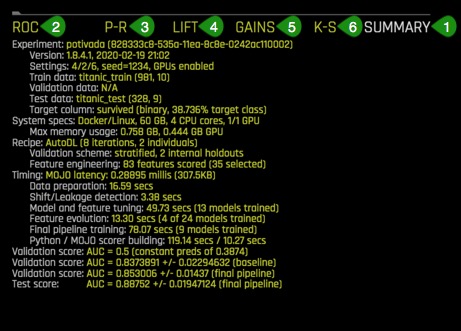 ROC 2 P-R 3 LIFT 4 GAINS 5 K-S 6 SUMMARY 1
Experiment: potivada (828333c8-535a-11ea-8c8e-0242ac110002)
Version: 1.8.4.1, 2020-02-19 21:02
Settings: 4/2/6, seed=1234, GPUs enabled
Train data: titanic_train (981, 10)
Validation data: N/A
Test data: titanic_test (328, 9)
Target column: survived (binary, 38.736% target class)
System specs: Docker/Linux, 60 GB, 4 CPU cores, 1/1 GPU
Max memory usage: 0.758 GB, 0.444 GB GPU
Recipe: AutoDL (8 iterations, 2 individuals)
Validation scheme: stratified, 2 internal holdouts
Feature engineering: 83 features scored (35 selected)
Timing: MOJO latency: 0.28895 millis (307.5KB)
Data preparation: 16.59 secs
Shift/Leakage detection: 3.38 secs
Model and feature tuning: 49.73 secs (13 models trained)
Feature evolution: 13.30 secs (4 of 24 models trained)
Final pipeline training: 78.07 secs (9 models trained)
Python / MOJO scorer building: 119.14 secs / 10.27 secs
Validation score: AUC = 0.5 (constant preds of 0.3874)
Validation score: AUC = 0.8373891 +/- 0.02294632 (baseline)
Validation score: AUC = 0.853006 +/- 0.01437 (final pipeline)
Test score: AUC = 0.88752 +/- 0.01947124 (final pipeline)